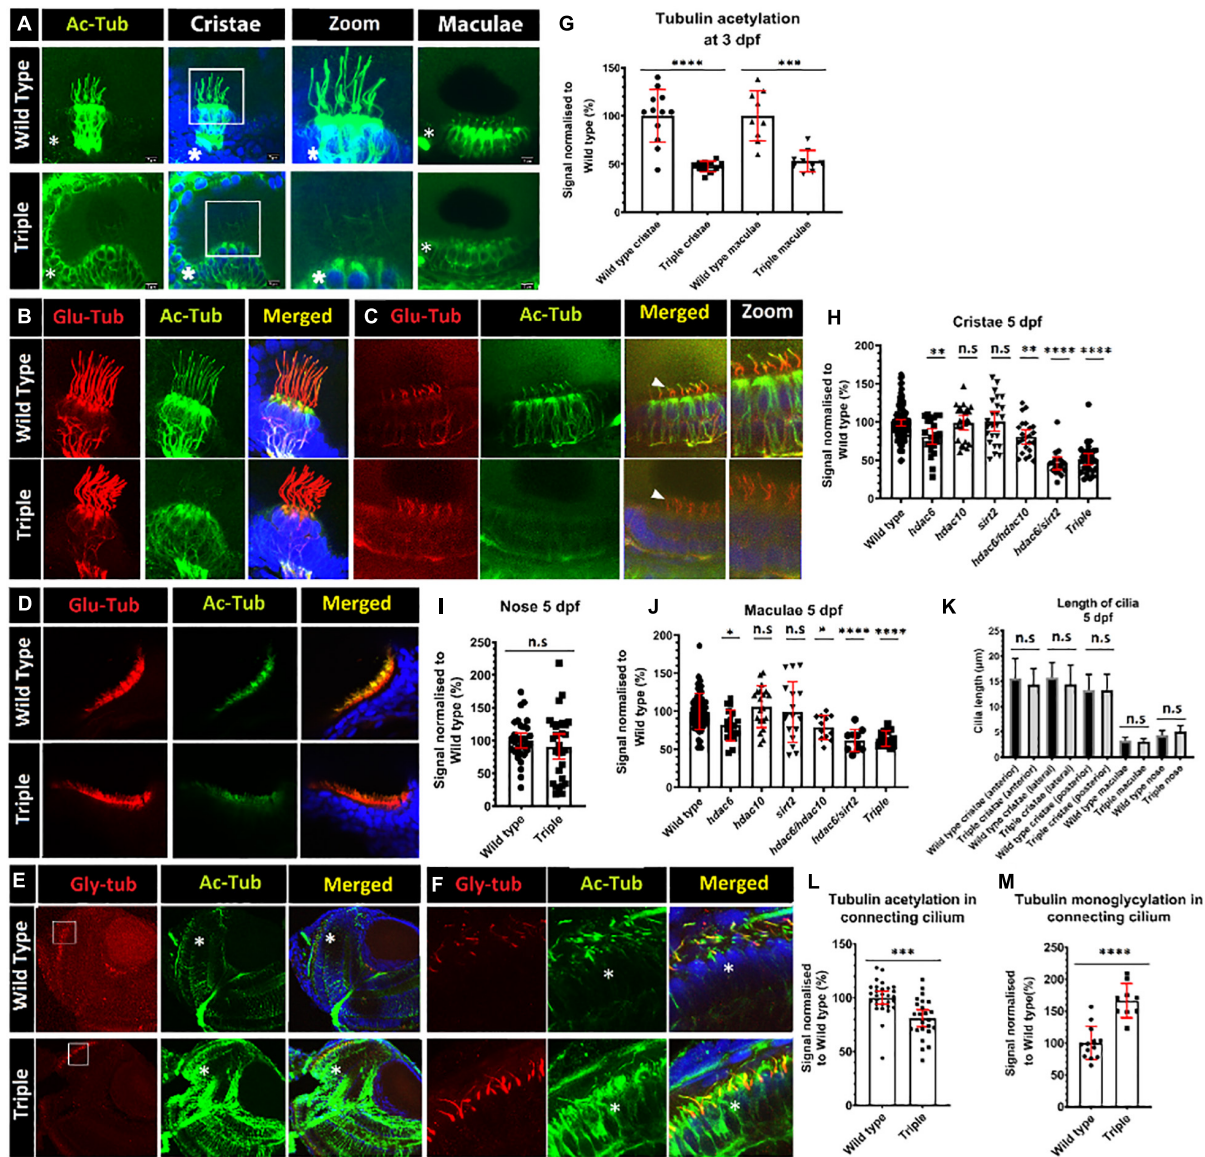 A Ac-Tub Cristae Zoom Maculae
Wild Type
Triple
*
G Tubulin acetylation
at 3 dpf
**** ***
Signal normalised to
Wild type (%)
150
100
50
0
Wild type cristae
Triple cristae
Wild type maculae
Triple maculae
B Glu-Tub Ac-Tub Merged
C Glu-Tub Ac-Tub Merged Zoom
Wild Type
Triple
H Cristae 5 dpf
** n.s n.s ** **** ****
Signal normalised to
Wild type (%)
200
150
100
50
0
Wild type
hdac6
hdac10
sirt2
hdac6/hdac10
hdac6/sirt2
Triple
D Glu-Tub Ac-Tub Merged
Wild Type
Triple
I Nose 5 dpf
n.s
Signal normalised to
Wild type (%)
250
200
150
100
50
0
Wild type
Triple
J Maculae 5 dpf
* n.s n.s * **** ****
Signal normalised to
Wild type (%)
200
150
100
50
0
Wild type
hdac6
hdac10
sirt2
hdac6/hdac10
hdac6/sirt2
Triple
K Length of cilia
5 dpf
n.s n.s n.s n.s n.s
Cilia length (µm)
25
20
15
10
5
0
Wild type cristae (anterior)
Triple cristae (anterior)
Wild type cristae (lateral)
Triple cristae (lateral)
Wild type cristae (posterior)
Triple cristae (posterior)
Wild type maculae
Triple maculae
Wild type nose
Triple nose
E Gly-tub Ac-Tub Merged
Wild Type
Triple
F Gly-tub Ac-Tub Merged
L Tubulin acetylation in
connecting cilium
***
Signal normalised
to Wild type (%)
150
100
50
Wild type
Triple
M Tubulin monoglycylation in
connecting cilium
****
Signal normalised
to Wild type(%)
250
200
150
100
50
0
Wild type
Triple